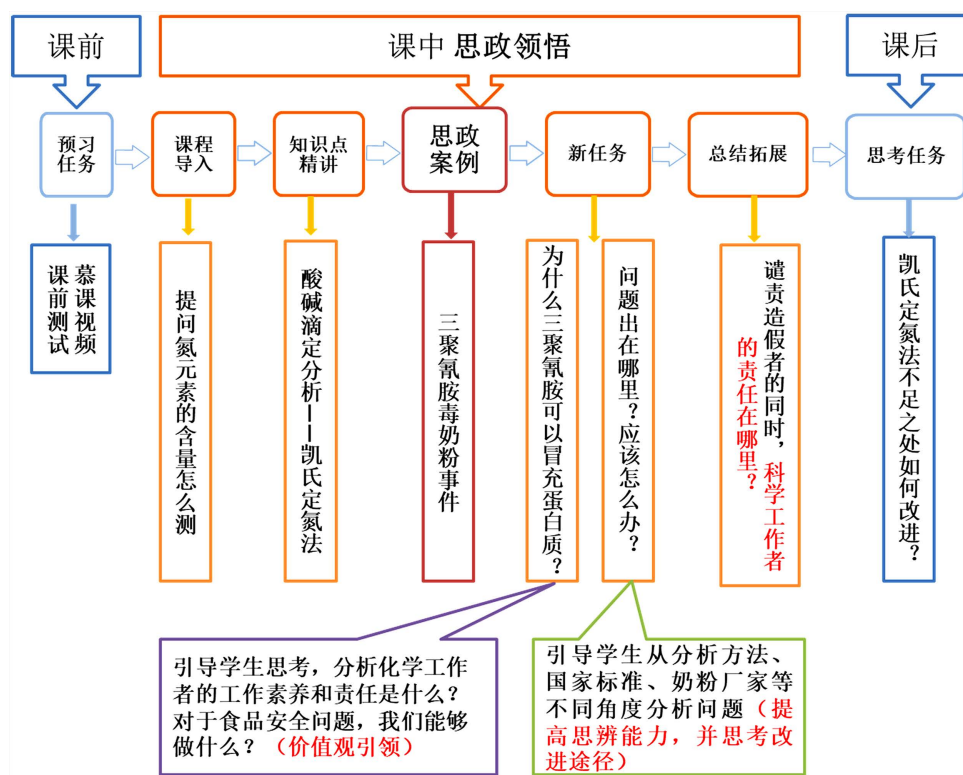 课前
课中 思政领悟
课后
预习
任务
课程
导入
知识点
精讲
思政
案例
新任务
总结拓展
思考任务
慕课视频
课前测试
提问氮元素的含量怎么测
酸碱滴定分析——凯氏定氮法
三聚氰胺毒奶粉事件
为什么三聚氰胺可以冒充蛋白质？
问题出在哪里？应该怎么办？
谴责造假者的同时，科学工作者
的责任在哪里？
凯氏定氮法不足之处如何改进？
引导学生思考，分析化学工作
者的工作素养和责任是什么？
对于食品安全问题，我们能够
做什么？（价值观引领）
引导学生从分析方法、
国家标准、奶粉厂家等
不同角度分析问题（提
高思辨能力，并思考改
进途径）